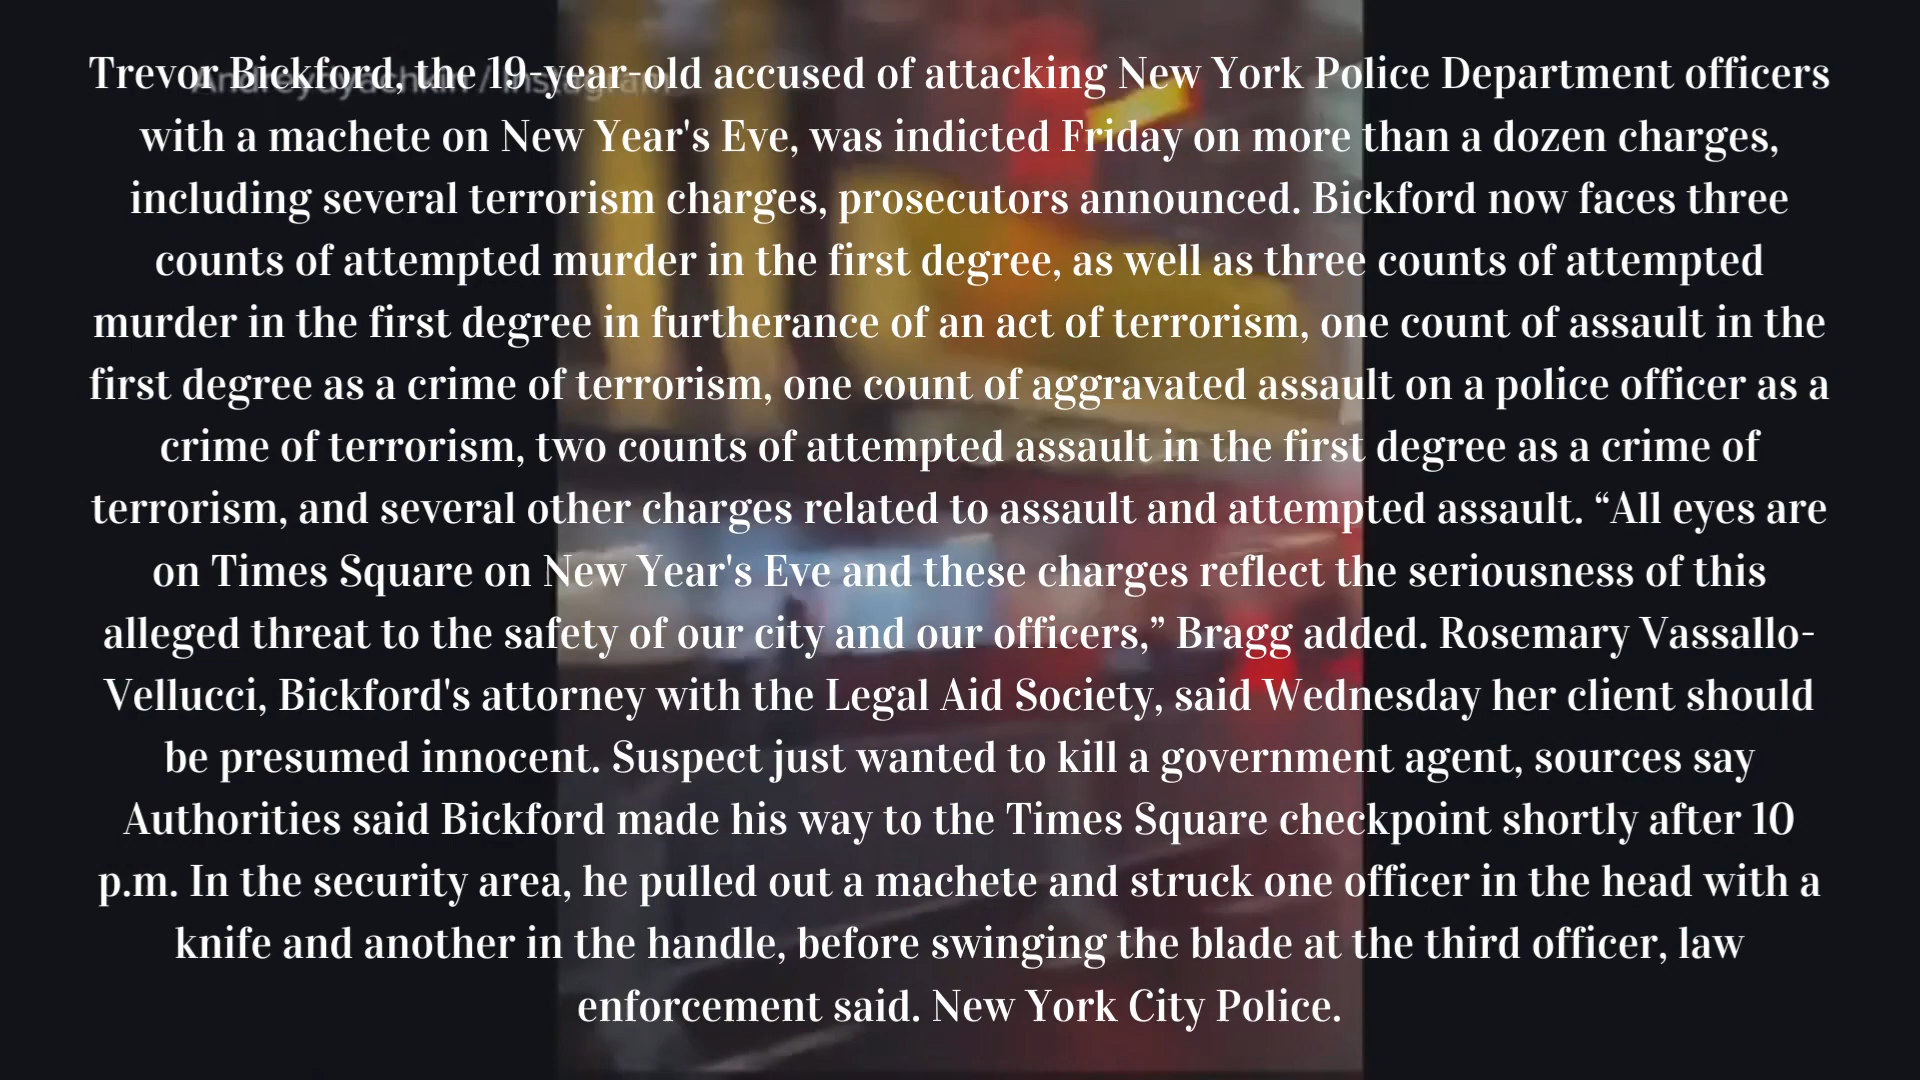 Trevor Bickford, the 19-year-old accused of attacking New York Police Department officers
with a machete on New Year's Eve, was indicted Friday on more than a dozen charges,
including several terrorism charges, prosecutors announced. Bickford now faces three
counts of attempted murder in the first degree, as well as three counts of attempted
murder in the first degree in furtherance of an act of terrorism, one count of assault in the
first degree as a crime of terrorism, one count of aggravated assault on a police officer as a
crime of terrorism, two counts of attempted assault in the first degree as a crime of
terrorism, and several other charges related to assault and attempted assault. “All eyes are
on Times Square on New Year's Eve and these charges reflect the seriousness of this
alleged threat to the safety of our city and our officers,” Bragg added. Rosemary Vassallo-
Vellucci, Bickford's attorney with the Legal Aid Society, said Wednesday her client should
be presumed innocent. Suspect just wanted to kill a government agent, sources say
Authorities said Bickford made his way to the Times Square checkpoint shortly after 10
p.m. In the security area, he pulled out a machete and struck one officer in the head with a
knife and another in the handle, before swinging the blade at the third officer, law
enforcement said. New York City Police.